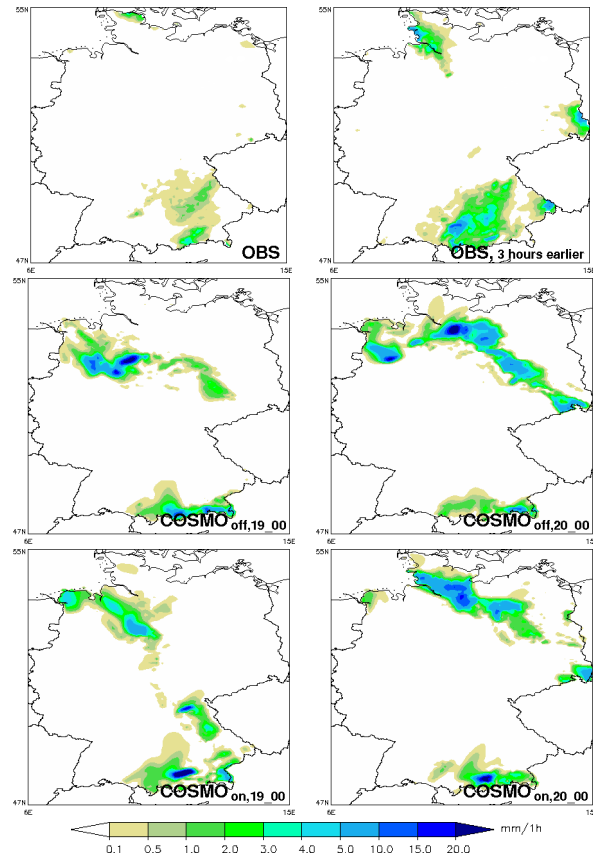 55N
55N
OBS
OBS, 3 hours earlier
47N
47N
6E
15E
6E
15E
55N
55N
COSMO off,19_00
COSMO off,20_00
47N
47N
6E
15E
6E
15E
55N
55N
COSMO on,19_00
COSMO on,20_00
47N
47N
6E
15E
6E
15E
mm/1h
0.1 0.5 1.0 2.0 3.0 4.0 5.0 10.0 15.0 20.0